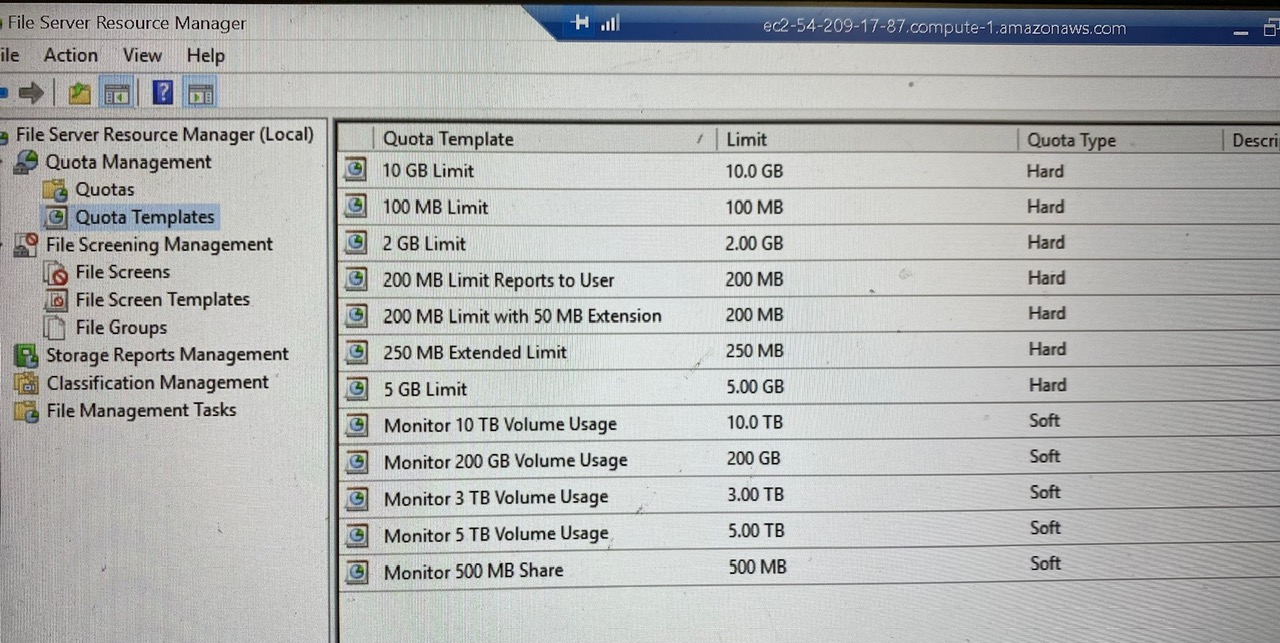 File Server Resource Manager
ec2-54-209-17-87.compute-1.amazonaws.com
ile Action View Help
File Server Resource Manager (Local)
Quota Management
Quotas
Quota Templates
File Screening Management
File Screens
File Screen Templates
File Groups
Storage Reports Management
Classification Management
File Management Tasks
Quota Template Limit Quota Type Descri
10 GB Limit 10.0 GB Hard
100 MB Limit 100 MB Hard
2 GB Limit 2.00 GB Hard
200 MB Limit Reports to User 200 MB Hard
200 MB Limit with 50 MB Extension 200 MB Hard
250 MB Extended Limit 250 MB Hard
5 GB Limit 5.00 GB Hard
Monitor 10 TB Volume Usage 10.0 TB Soft
Monitor 200 GB Volume Usage 200 GB Soft
Monitor 3 TB Volume Usage 3.00 TB Soft
Monitor 5 TB Volume Usage 5.00 TB Soft
Monitor 500 MB Share 500 MB Soft